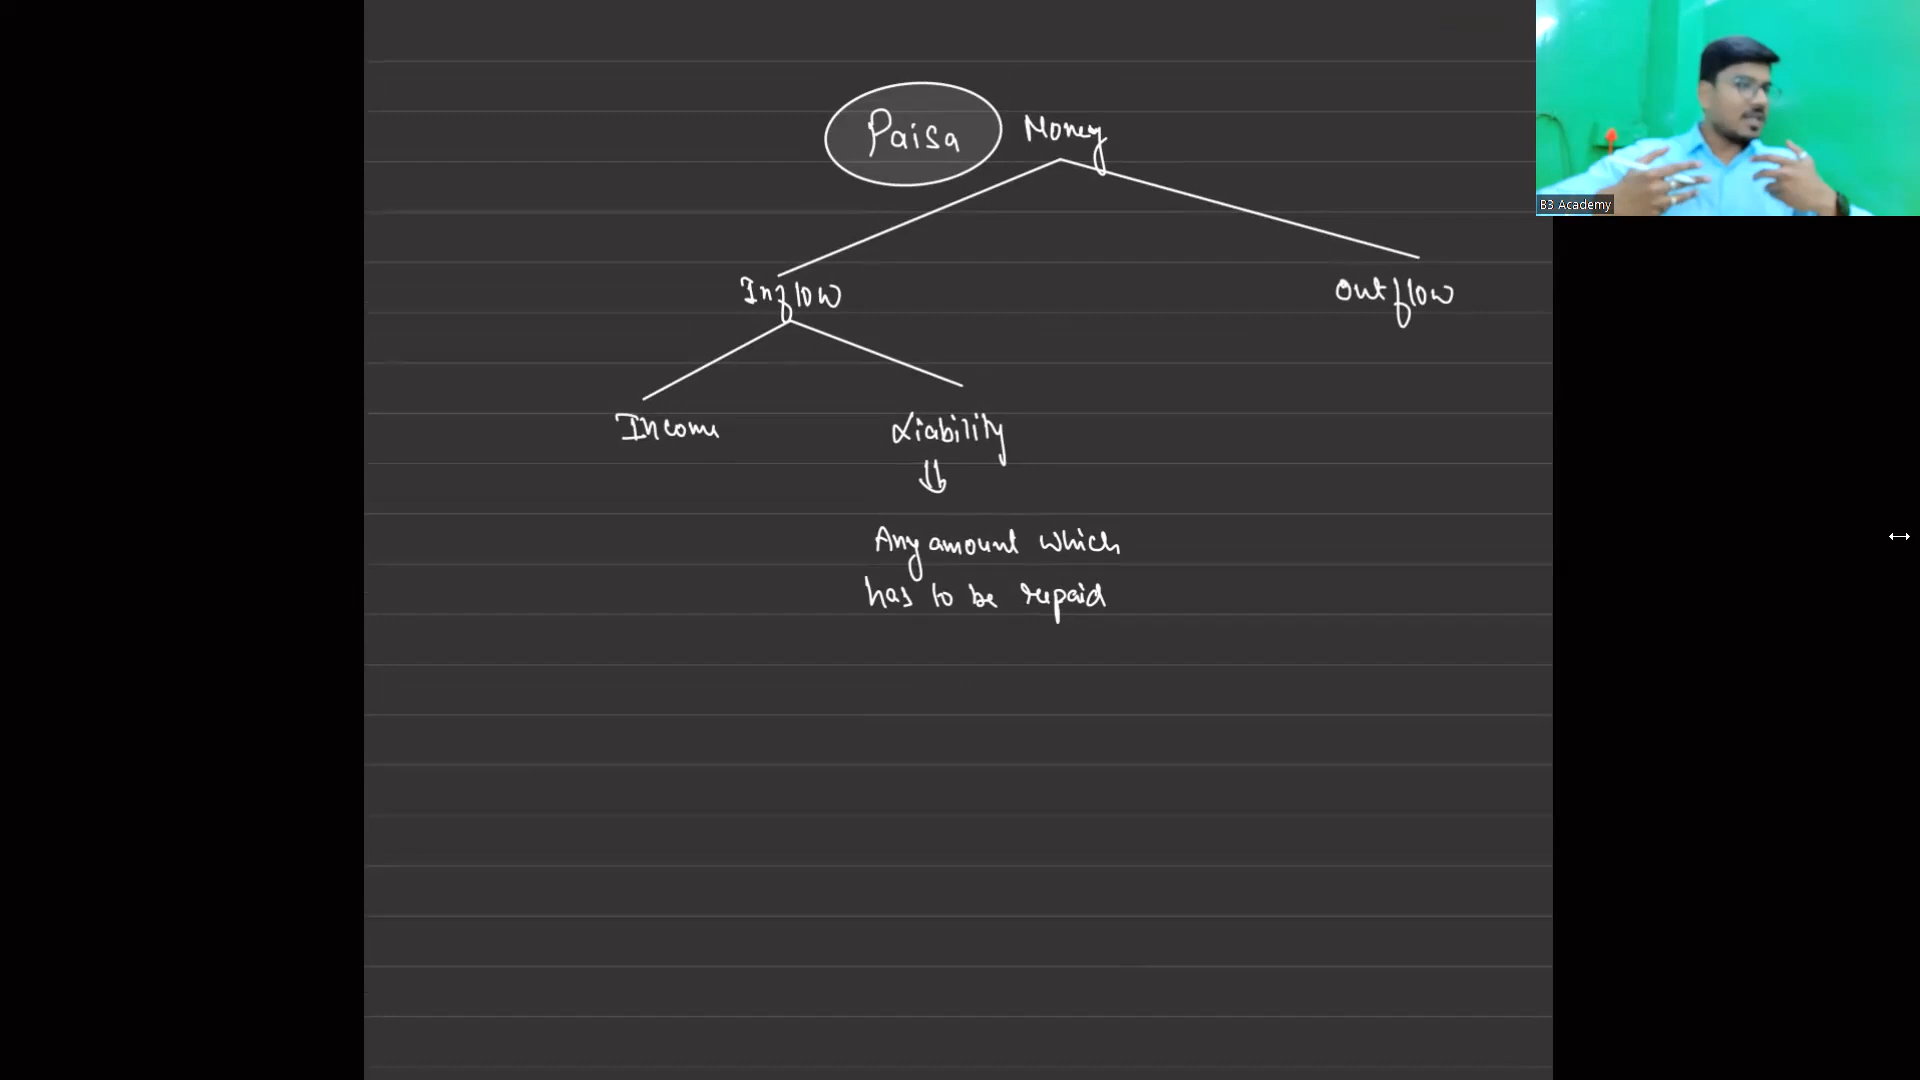 Paisa Money
Inflow Outflow
Income Liability
Any amount which
has to be repaid
B3 Academy